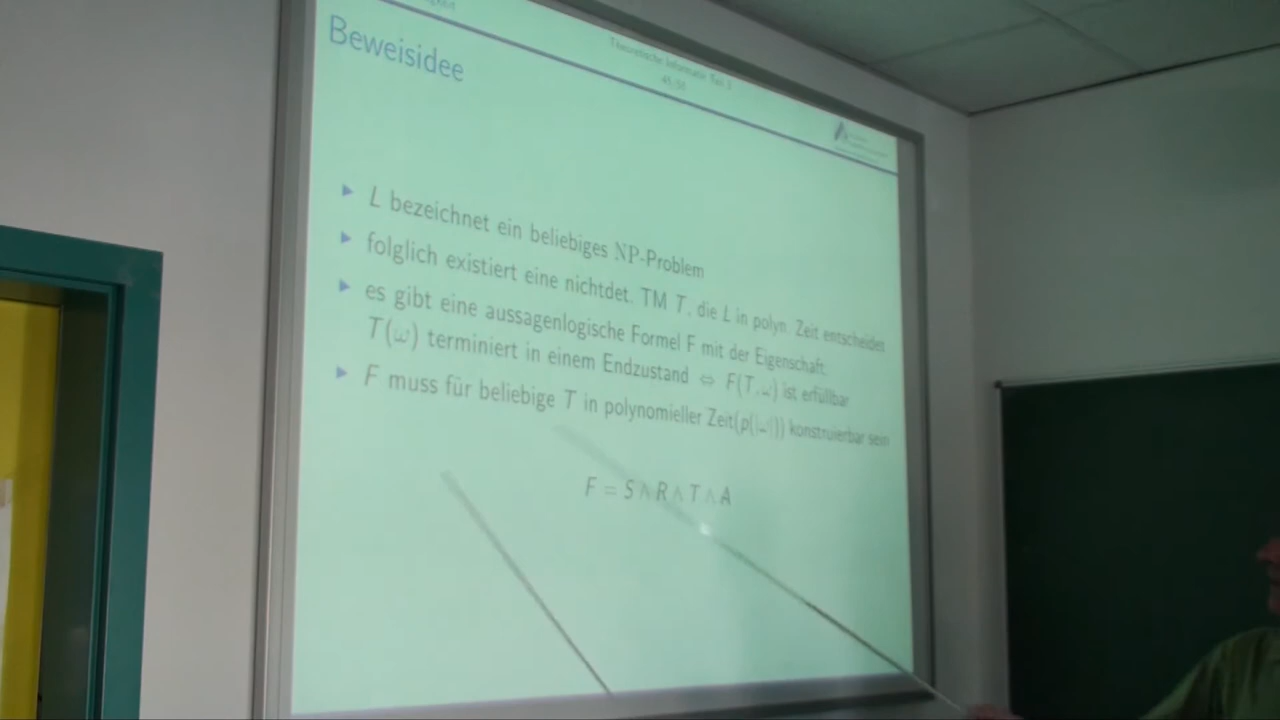 Theoretische Informatik Teil 1
Beweisidee
L bezeichnet ein beliebiges NP-Problem
folglich existiert eine nichtdet. TM T, die L in polyn. Zeit entscheidet
es gibt eine aussagenlogische Formel F mit der Eigenschaft:
T(ω) terminiert in einem Endzustand ⇔ F(T, ω) ist erfüllbar
F muss für beliebige T in polynomieller Zeit(p(|ω|)) konstruierbar sein
F = S ∧ R ∧ T ∧ A